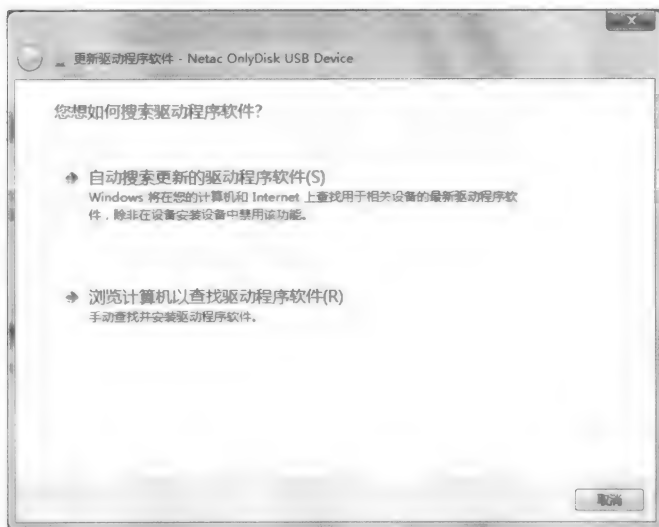 更新驱动程序软件 - Netac OnlyDisk USB Device
您想如何搜索驱动程序软件?
自动搜索更新的驱动程序软件(S)
Windows 将在您的计算机和 Internet 上查找用于相关设备的最新驱动程序软
件，除非在设备安装设备中禁用该功能。
浏览计算机以查找驱动程序软件(R)
手动查找并安装驱动程序软件。
取消